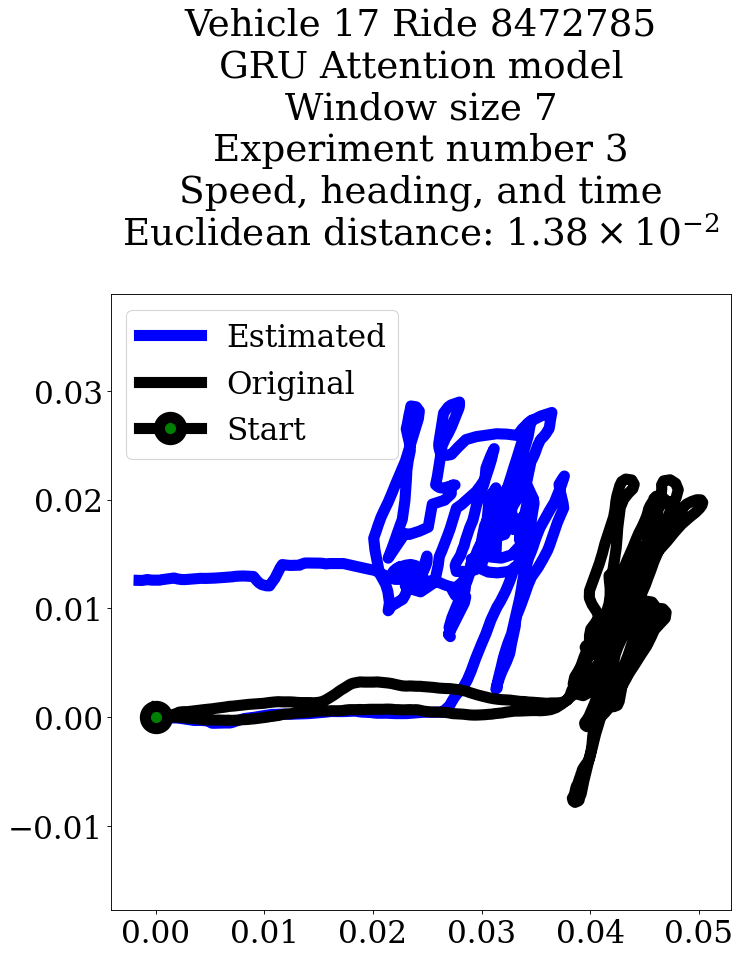 Vehicle 17 Ride 8472785
GRU Attention model
Window size 7
Experiment number 3
Speed, heading, and time
Euclidean distance: 1.38 × 10⁻²
Estimated
Original
Start
0.03
0.02
0.01
0.00
−0.01
0.00 0.01 0.02 0.03 0.04 0.05